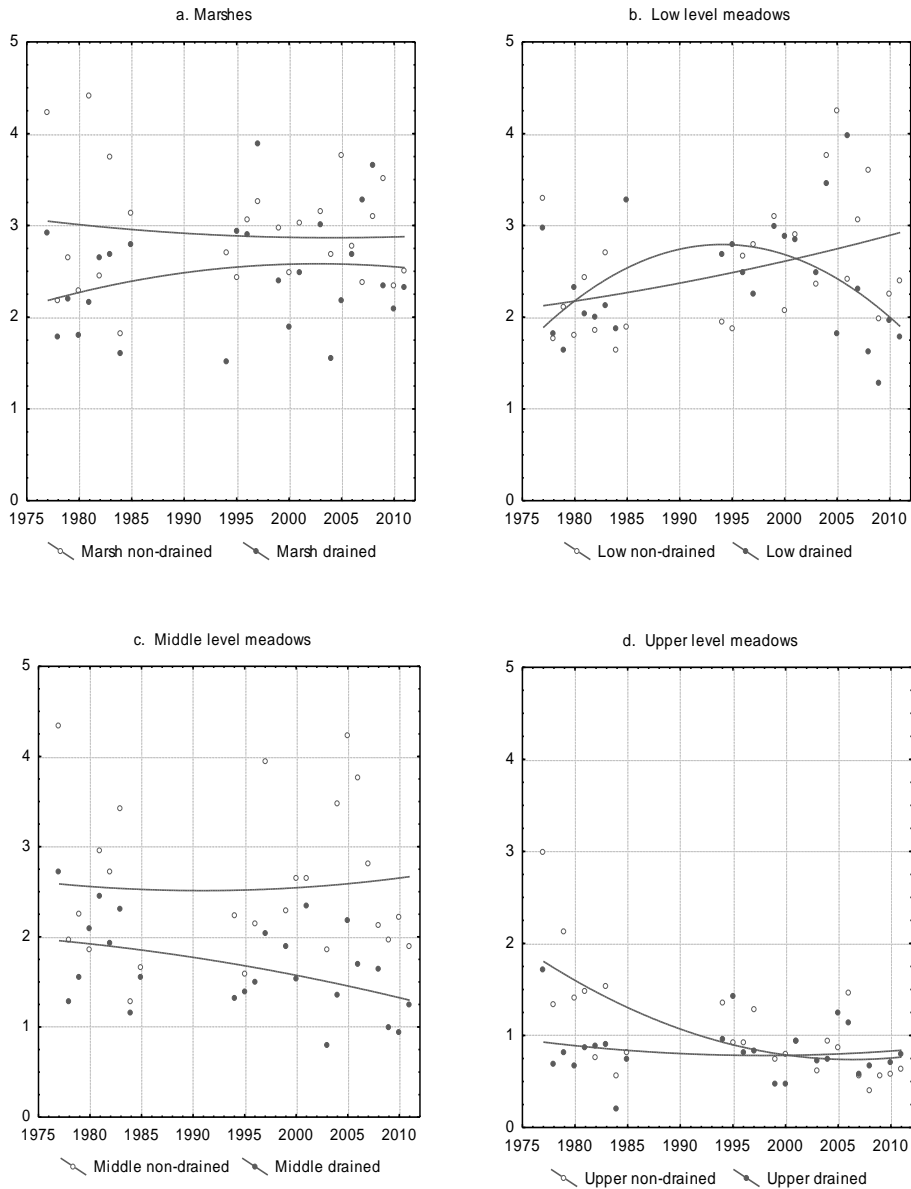 a. Marshes
5
4
3
2
1
0
1975 1980 1985 1990 1995 2000 2005 2010
Marsh non-drained Marsh drained
b. Low level meadows
5
4
3
2
1
0
1975 1980 1985 1990 1995 2000 2005 2010
Low non-drained Low drained
c. Middle level meadows
5
4
3
2
1
0
1975 1980 1985 1990 1995 2000 2005 2010
Middle non-drained Middle drained
d. Upper level meadows
5
4
3
2
1
0
1975 1980 1985 1990 1995 2000 2005 2010
Upper non-drained Upper drained